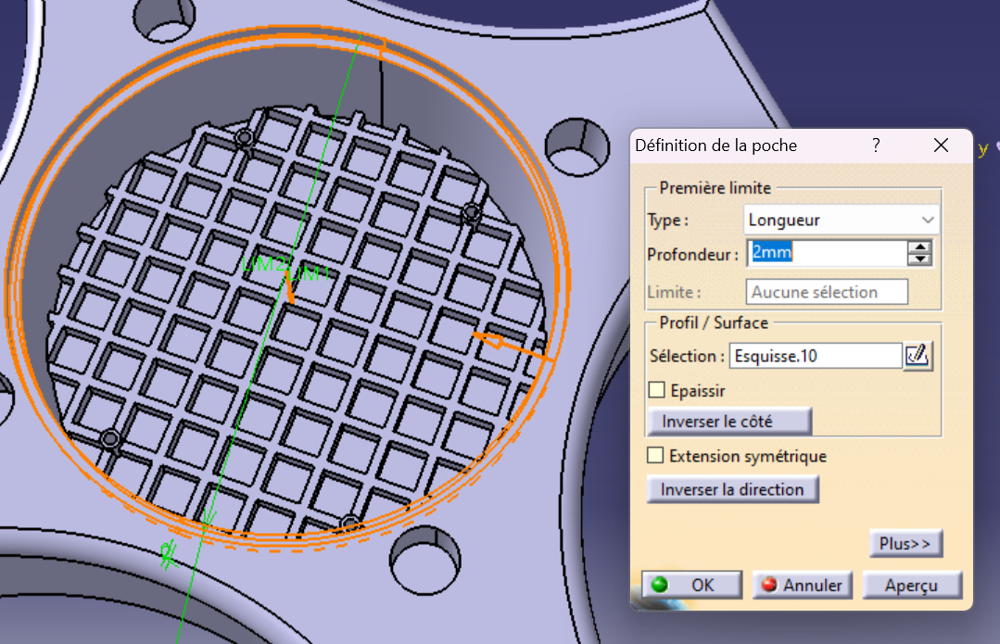 Définition de la poche ?
Première limite
Type : Longueur
Profondeur : 2mm
Limite : Aucune sélection
Profil / Surface
Sélection : Esquisse.10
Epaissir
Inverser le côté
Extension symétrique
Inverser la direction
Plus>>
OK Annuler Aperçu
LIM2 LIM1
y